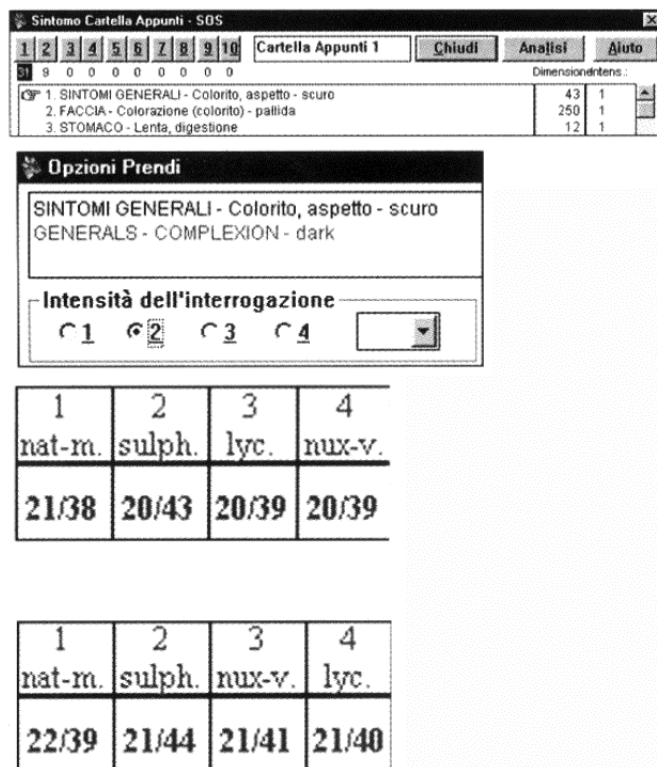 Sintomo Cartella Appunti - SOS
1 2 3 4 5 6 7 8 9 10 Cartella Appunti 1 Chiudi Analisi Aiuto
31 9 0 0 0 0 0 0 0 Dimensione Intens.:
1. SINTOMI GENERALI - Colorito, aspetto - scuro 43 1
2. FACCIA - Colorazione (colorito) - pallida 250 1
3. STOMACO - Lenta, digestione 12 1
Opzioni Prendi
SINTOMI GENERALI - Colorito, aspetto - scuro
GENERALS - COMPLEXION - dark
Intensità dell'interrogazione
1 2 3 4
1 2 3 4
nat-m. sulph. lyc. nux-v.
21/38 20/43 20/39 20/39
1 2 3 4
nat-m. sulph. nux-v. lyc.
22/39 21/44 21/41 21/40